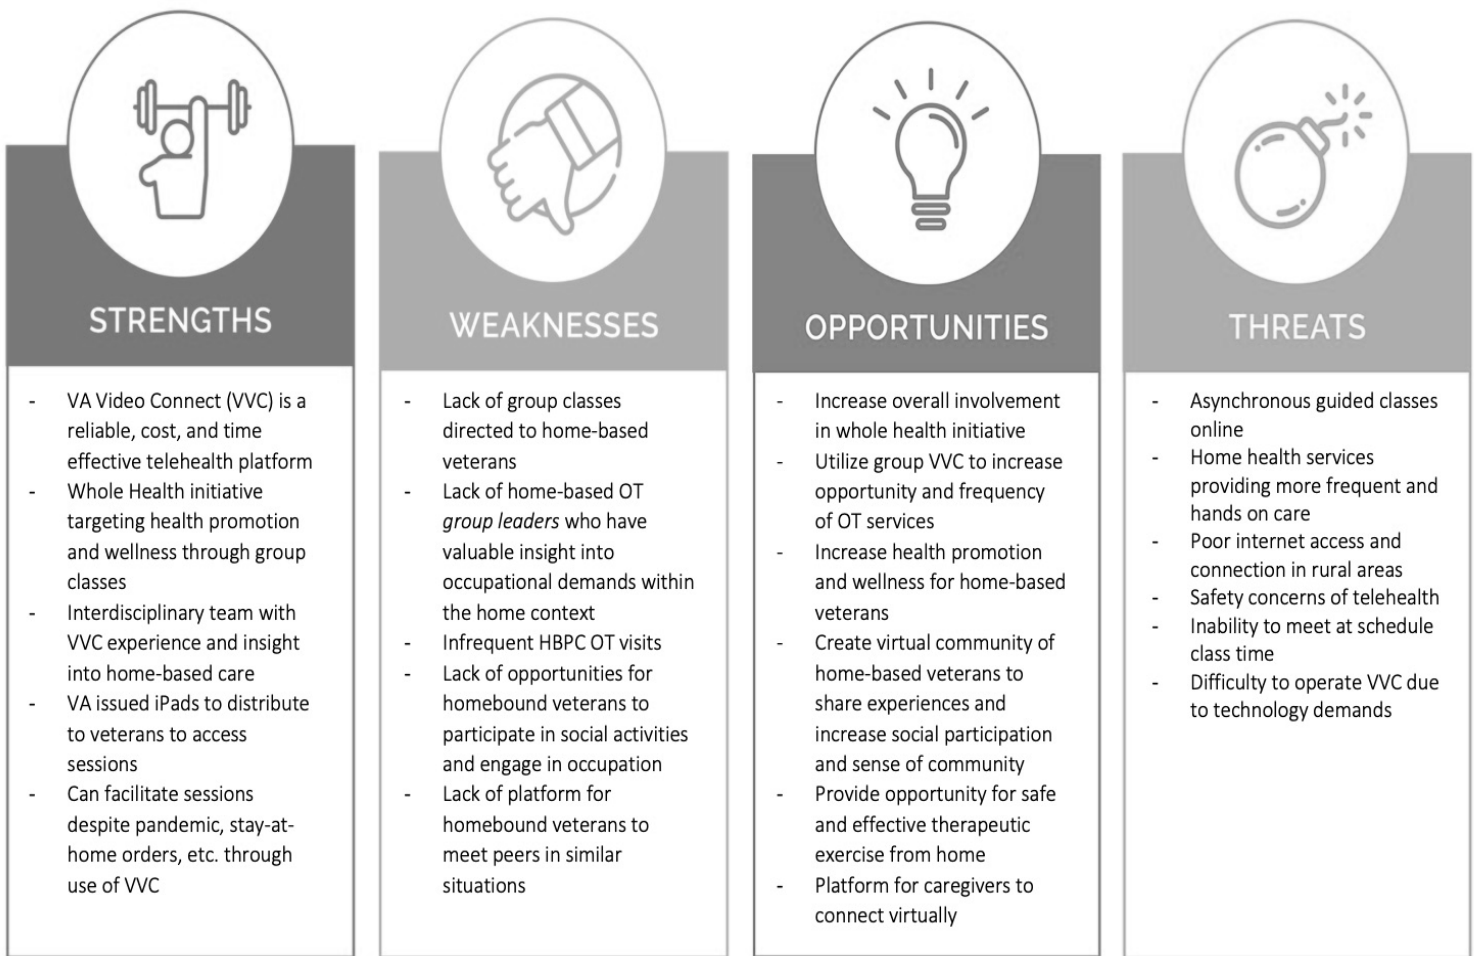 STRENGTHS
- VA Video Connect (VVC) is a
reliable, cost, and time
effective telehealth platform
- Whole Health initiative
targeting health promotion
and wellness through group
classes
- Interdisciplinary team with
VVC experience and insight
into home-based care
- VA issued iPads to distribute
to veterans to access
sessions
- Can facilitate sessions
despite pandemic, stay-at-
home orders, etc. through
use of VVC
WEAKNESSES
- Lack of group classes
directed to home-based
veterans
- Lack of home-based OT
group leaders who have
valuable insight into
occupational demands within
the home context
- Infrequent HBPC OT visits
- Lack of opportunities for
homebound veterans to
participate in social activities
and engage in occupation
- Lack of platform for
homebound veterans to
meet peers in similar
situations
OPPORTUNITIES
- Increase overall involvement
in whole health initiative
- Utilize group VVC to increase
opportunity and frequency
of OT services
- Increase health promotion
and wellness for home-based
veterans
- Create virtual community of
home-based veterans to
share experiences and
increase social participation
and sense of community
- Provide opportunity for safe
and effective therapeutic
exercise from home
- Platform for caregivers to
connect virtually
THREATS
- Asynchronous guided classes
online
- Home health services
providing more frequent and
hands on care
- Poor internet access and
connection in rural areas
- Safety concerns of telehealth
- Inability to meet at schedule
class time
- Difficulty to operate VVC due
to technology demands